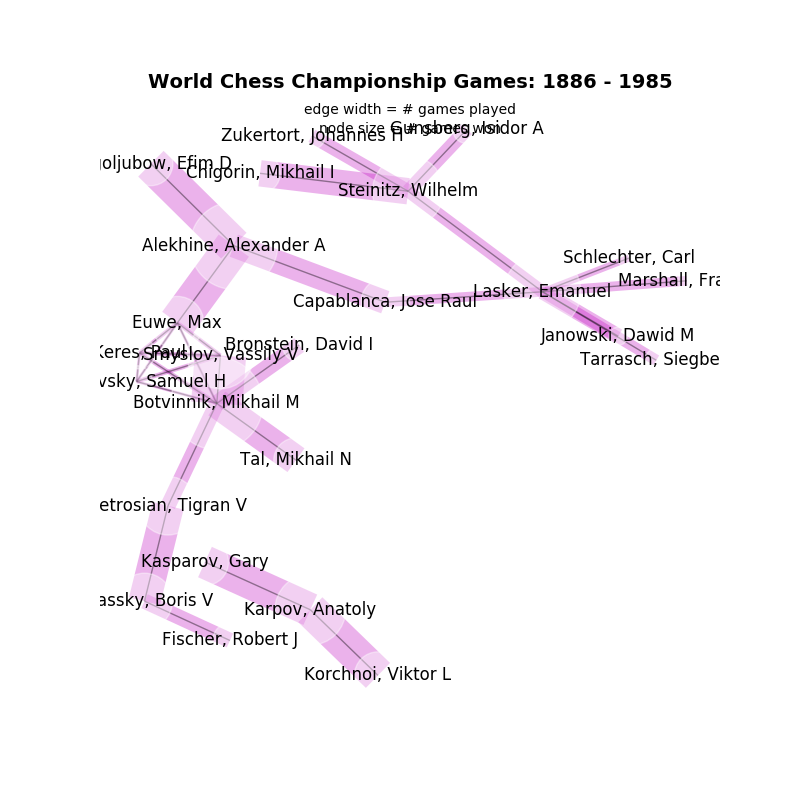 World Chess Championship Games: 1886 - 1985
edge width = # games played
node size = # games won
Gunsberg, Isidor A
Zukertort, Johannes H
goljubow, Efim D
Chigorin, Mikhail I
Steinitz, Wilhelm
Alekhine, Alexander A
Schlechter, Carl
Marshall, Fra
Lasker, Emanuel
Capablanca, Jose Raul
Euwe, Max
Janowski, Dawid M
Bronstein, David I
Keres, Paul
Smyslov, Vassily V
Tarrasch, Siegbe
vsky, Samuel H
Botvinnik, Mikhail M
Tal, Mikhail N
etrosian, Tigran V
Kasparov, Gary
assky, Boris V
Karpov, Anatoly
Fischer, Robert J
Korchnoi, Viktor L